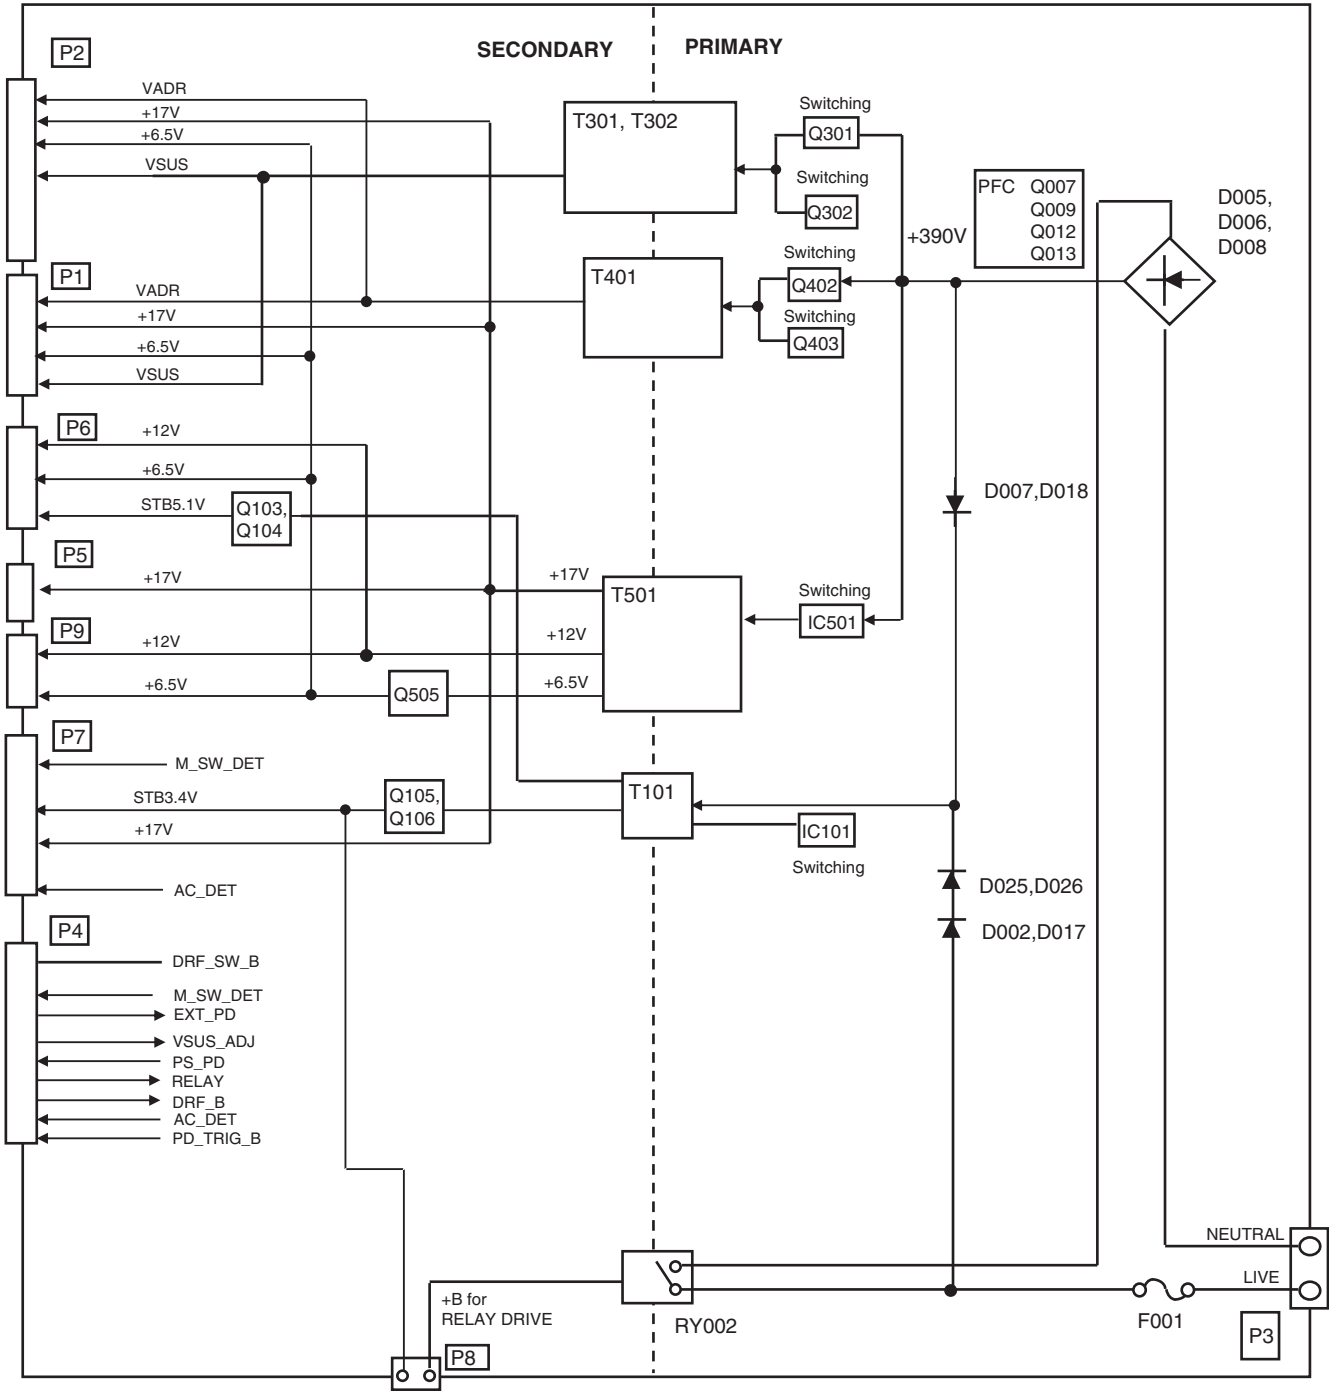 SECONDARY
PRIMARY
P2
VADR
+17V
+6.5V
VSUS
T301, T302
Switching
Q301
Switching
Q302
PFC Q007
Q009
Q012
Q013
D005,
D006,
D008
+390V
P1
VADR
+17V
+6.5V
VSUS
T401
Switching
Q402
Switching
Q403
P6
+12V
+6.5V
STB5.1V
Q103,
Q104
D007,D018
P5
+17V
+17V
T501
Switching
IC501
P9
+12V
+12V
+6.5V
Q505
+6.5V
P7
M_SW_DET
STB3.4V
Q105,
Q106
T101
IC101
Switching
+17V
AC_DET
D025,D026
D002,D017
P4
DRF_SW_B
M_SW_DET
EXT_PD
VSUS_ADJ
PS_PD
RELAY
DRF_B
AC_DET
PD_TRIG_B
NEUTRAL
LIVE
+B for
RELAY DRIVE
RY002
F001
P3
P8